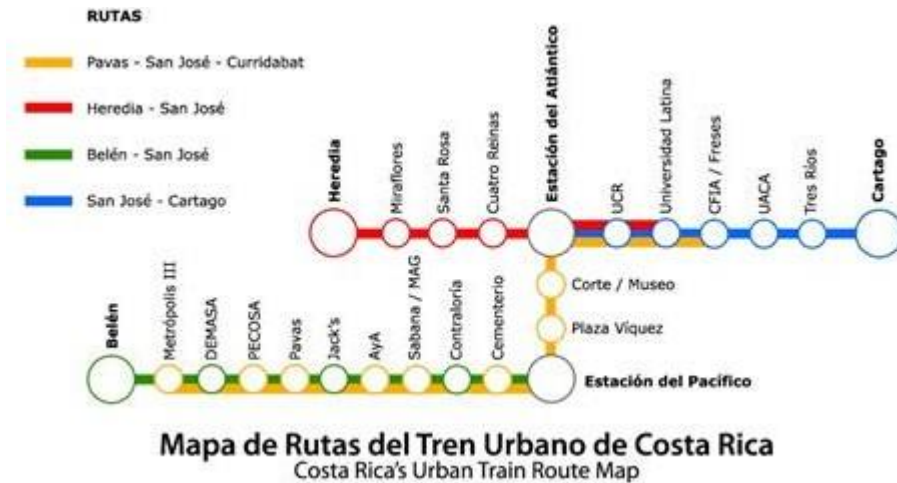 RUTAS
Pavas - San José - Curridabat
Heredia - San José
Belén - San José
San José - Cartago
Heredia
Miraflores
Santa Rosa
Cuatro Reinas
Estación del Atlántico
UCR
Universidad Latina
CFIA / Freses
UACA
Tres Ríos
Cartago
Corte / Museo
Plaza Víquez
Belén
Metrópolis III
DEMASA
PECOSA
Pavas
Jack's
AyA
Sabana / MAG
Contraloría
Cementerio
Estación del Pacífico
Mapa de Rutas del Tren Urbano de Costa Rica
Costa Rica's Urban Train Route Map